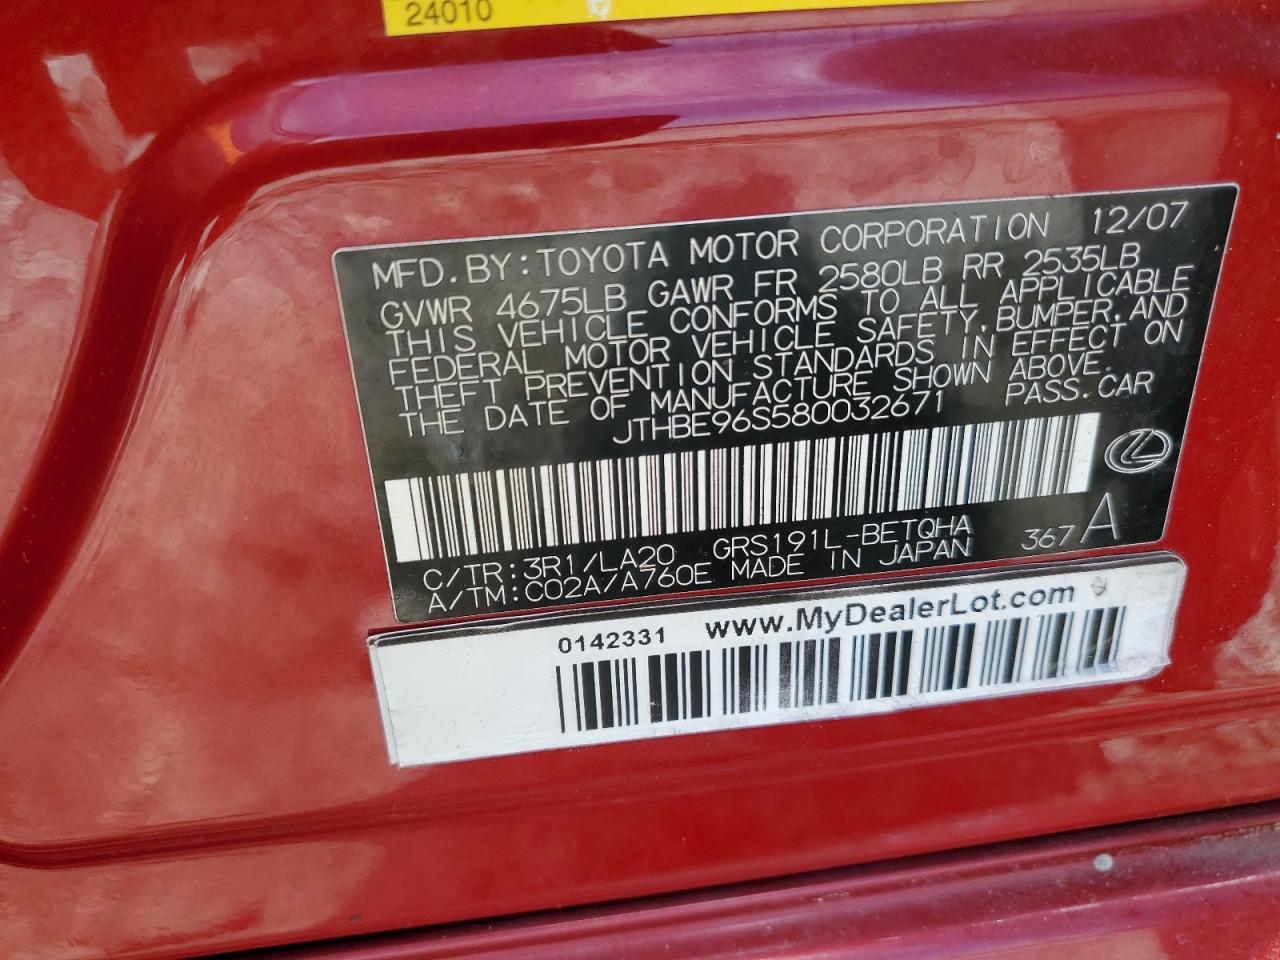 24010
MFD.BY:TOYOTA MOTOR CORPORATION 12/07
GVWR 4675LB GAWR FR 2580LB RR 2535LB
THIS VEHICLE CONFORMS TO ALL APPLICABLE
FEDERAL MOTOR VEHICLE SAFETY,BUMPER,AND
THEFT PREVENTION STANDARDS IN EFFECT ON
THE DATE OF MANUFACTURE SHOWN ABOVE.
JTHBE96S580032671 PASS.CAR
C/TR:3R1/LA20 GRS191L-BETQHA 367 A
A/TM:C02A/A760E MADE IN JAPAN
0142331 www.MyDealerLot.com